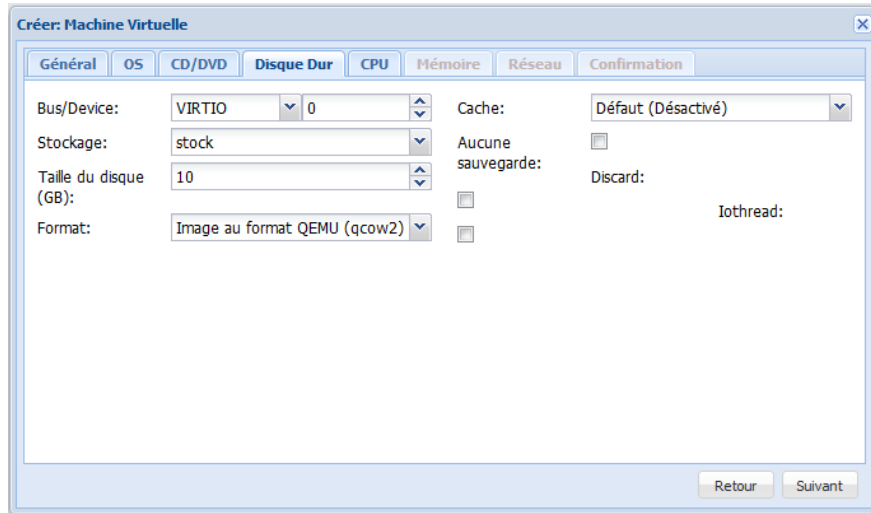 Créer: Machine Virtuelle
Général OS CD/DVD Disque Dur CPU Mémoire Réseau Confirmation
Bus/Device: VIRTIO 0
Cache: Défaut (Désactivé)
Stockage: stock
Aucune
sauvegarde:
Taille du disque
(GB): 10
Discard:
Iothread:
Format: Image au format QEMU (qcow2)
Retour Suivant